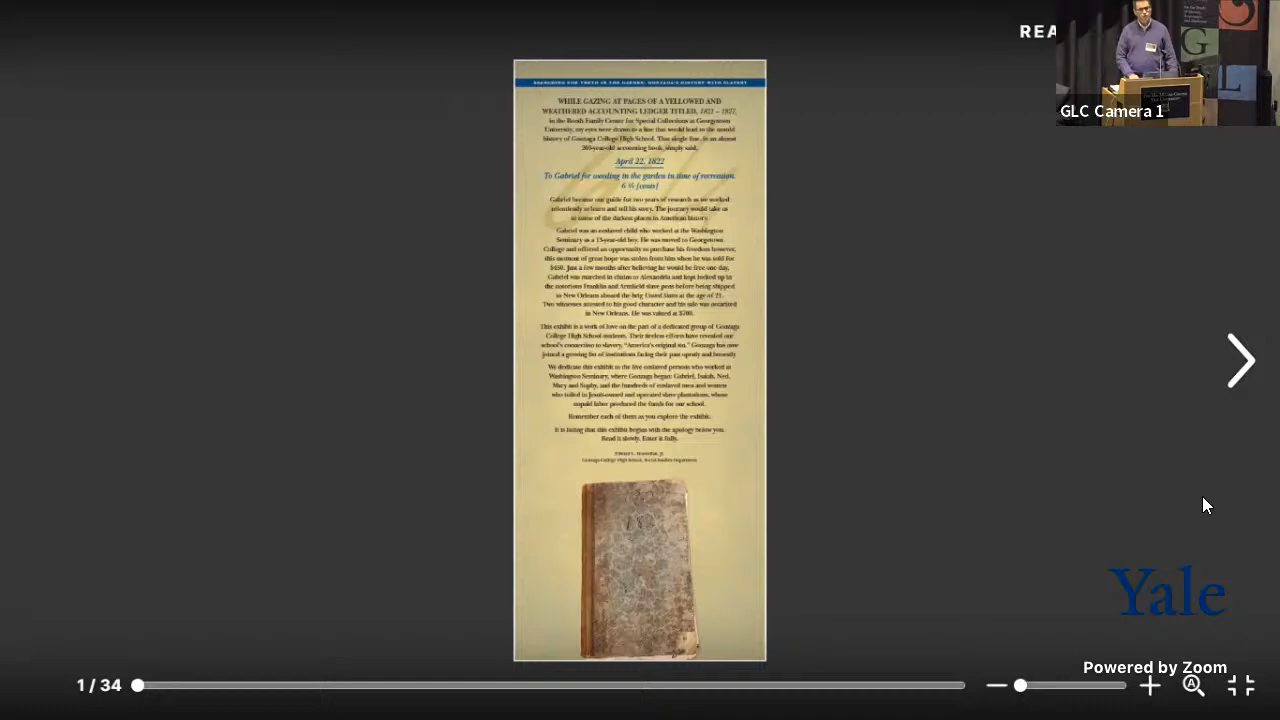 REA
GLC Camera 1
SEARCHING FOR TRUTH IN THE GARDEN: GONZAGA'S HISTORY WITH SLAVERY
WHILE GAZING AT PAGES OF A YELLOWED AND
WEATHERED ACCOUNTING LEDGER TITLED, 1821 – 1827,
in the Booth Family Center for Special Collections at Georgetown
University, my eyes were drawn to a line that would lead to the untold
history of Gonzaga College High School. That single line, in an almost
200-year-old accounting book, simply said,
April 22, 1822
To Gabriel for weeding in the garden in time of recreation.
6 ¼ [cents]
Gabriel became our guide for two years of research as we worked
relentlessly to learn and tell his story. The journey would take us
to some of the darkest places in American history.
Gabriel was an enslaved child who worked at the Washington
Seminary as a 13-year-old boy. He was moved to Georgetown
College and offered an opportunity to purchase his freedom however,
this moment of great hope was stolen from him when he was sold for
$450. Just a few months after believing he would be free one day,
Gabriel was marched in chains to Alexandria and kept locked up in
the notorious Franklin and Armfield slave pens before being shipped
to New Orleans aboard the brig United States at the age of 21.
Two witnesses attested to his good character and his sale was notarized
in New Orleans. He was valued at $700.
This exhibit is a work of love on the part of a dedicated group of Gonzaga
College High School students. Their tireless efforts have revealed our
school's connection to slavery, "America's original sin." Gonzaga has now
joined a growing list of institutions facing their past openly and honestly
We dedicate this exhibit to the five enslaved persons who worked at
Washington Seminary, where Gonzaga began: Gabriel, Isaiah, Ned,
Mary and Sophy, and the hundreds of enslaved men and women
who toiled in Jesuit-owned and operated slave plantations, whose
unpaid labor produced the funds for our school.
Remember each of them as you explore the exhibit.
It is fitting that this exhibit begins with the apology below you.
Read it slowly. Enter it fully.
Edward
Gonzaga College High School, Social Studies Department
182
Yale
Powered by Zoom
1 / 34